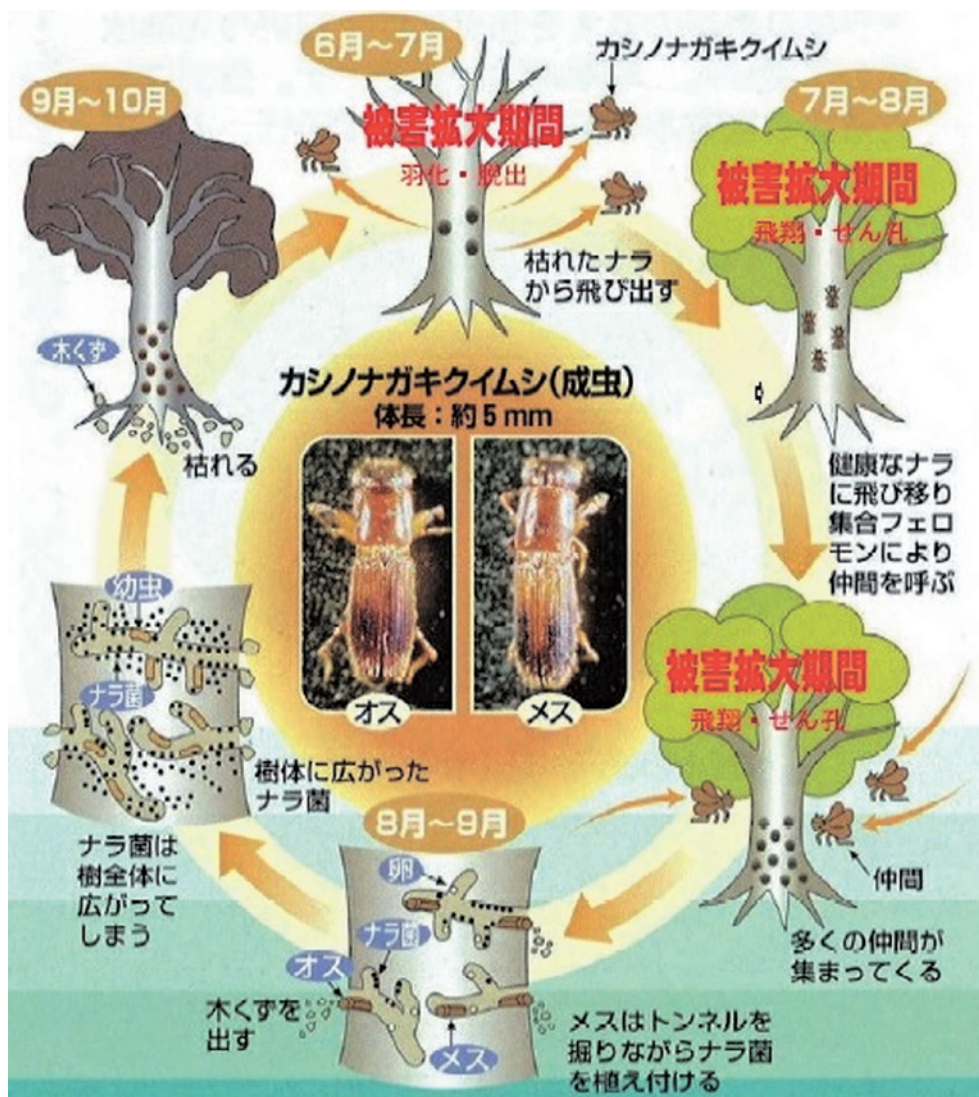 6月～7月
カシノナガキクイムシ
被害拡大期間
羽化・脱出
枯れたナラ
から飛び出す
7月～8月
被害拡大期間
飛翔・せん孔
健康なナラ
に飛び移り
集合フェロ
モンにより
仲間を呼ぶ
被害拡大期間
飛翔・せん孔
仲間
多くの仲間が
集まってくる
8月～9月
卵
ナラ菌
オス
木くずを
出す
メス
メスはトンネルを
掘りながらナラ菌
を植え付ける
幼虫
ナラ菌
樹体に広がった
ナラ菌
ナラ菌は
樹全体に
広がって
しまう
9月～10月
木くず
枯れる
カシノナガキクイムシ(成虫)
体長：約5mm
オス
メス